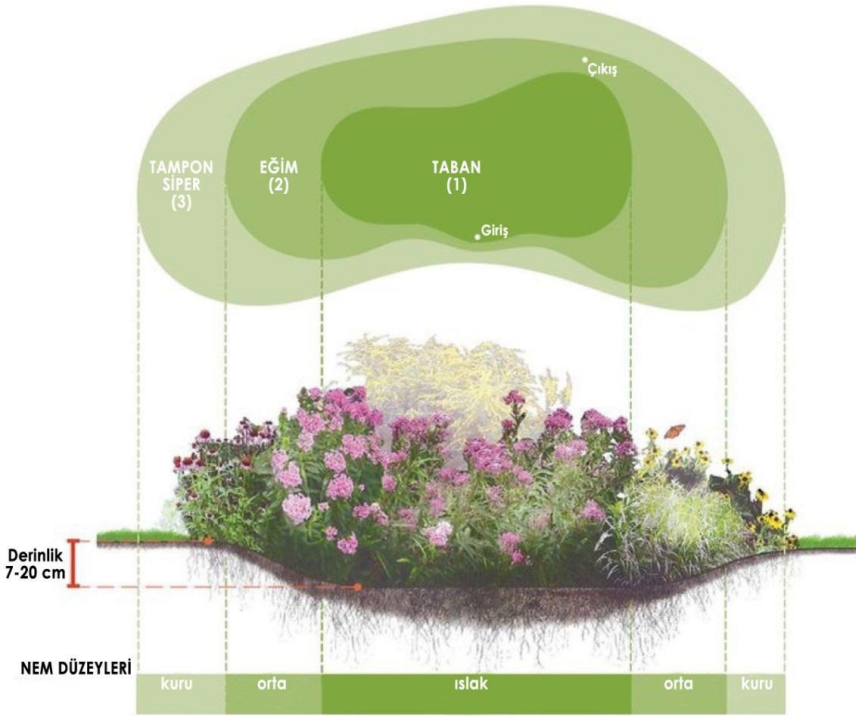 Çıkış
TAMPON
SİPER
(3)
EĞİM
(2)
TABAN
(1)
Giriş
Derinlik
7-20 cm
NEM DÜZEYLERİ
kuru
orta
ıslak
orta
kuru